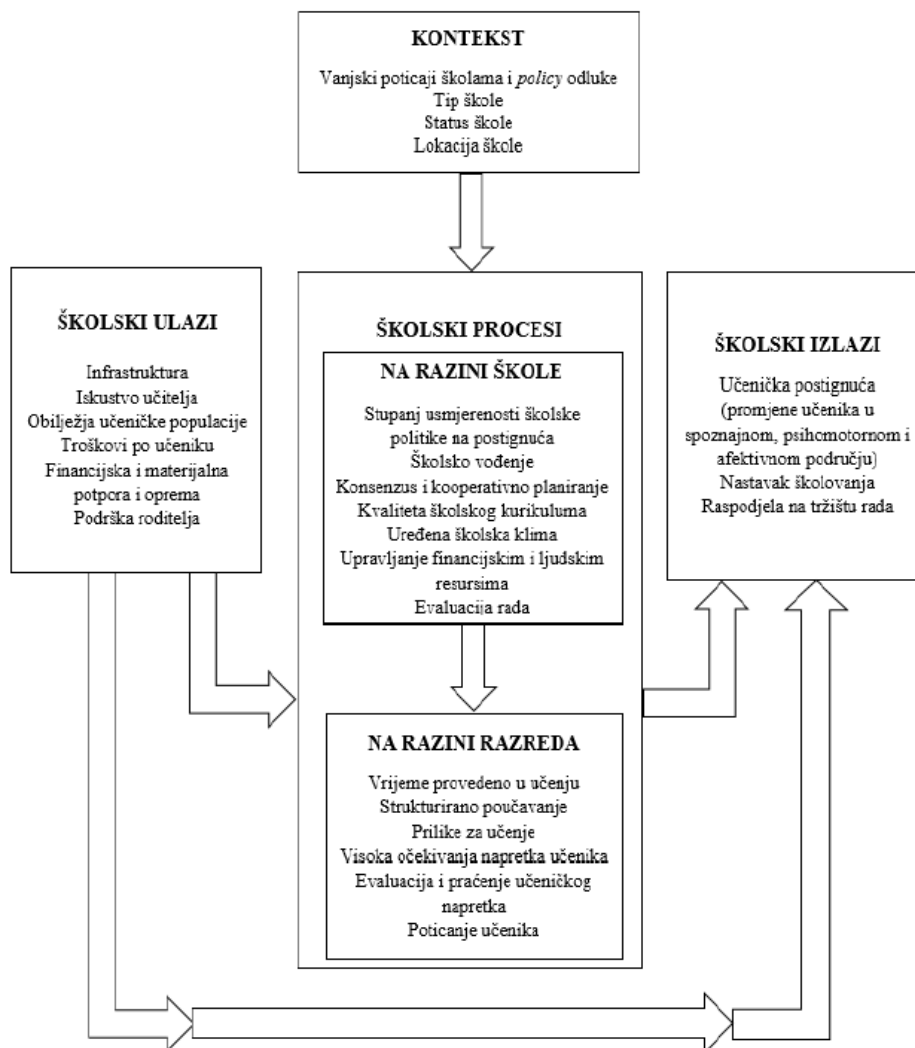 KONTEKST
Vanjski poticaji školama i policy odluke
Tip škole
Status škole
Lokacija škole
ŠKOLSKI ULAZI
Infrastruktura
Iskustvo učitelja
Obilježja učeničke populacije
Troškovi po učeniku
Financijska i materijalna
potpora i oprema
Podrška roditelja
ŠKOLSKI PROCESI
NA RAZINI ŠKOLE
Stupanj usmjerenosti školske
politike na postignuća
Školsko vođenje
Konsenzus i kooperativno planiranje
Kvaliteta školskog kurikuluma
Uređena školska klima
Upravljanje financijskim i ljudskim
resursima
Evaluacija rada
NA RAZINI RAZREDA
Vrijeme provedeno u učenju
Strukturirano poučavanje
Prilike za učenje
Visoka očekivanja napretka učenika
Evaluacija i praćenje učeničkog
napretka
Poticanje učenika
ŠKOLSKI IZLAZI
Učenička postignuća
(promjene učenika u
spoznajnom, psihomotornom i
afektivnom području)
Nastavak školovanja
Raspodjela na tržištu rada